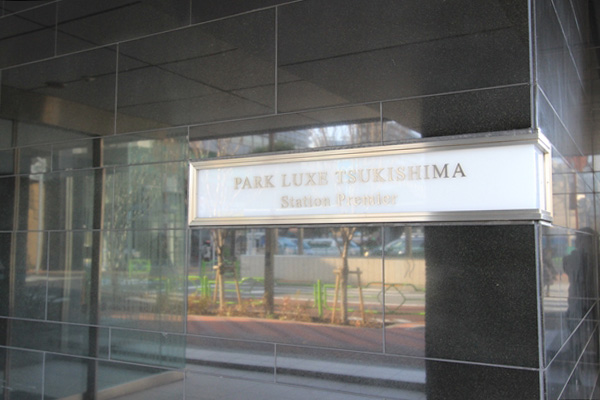 PARK LUXE TSUKISHIMA
Station Premier